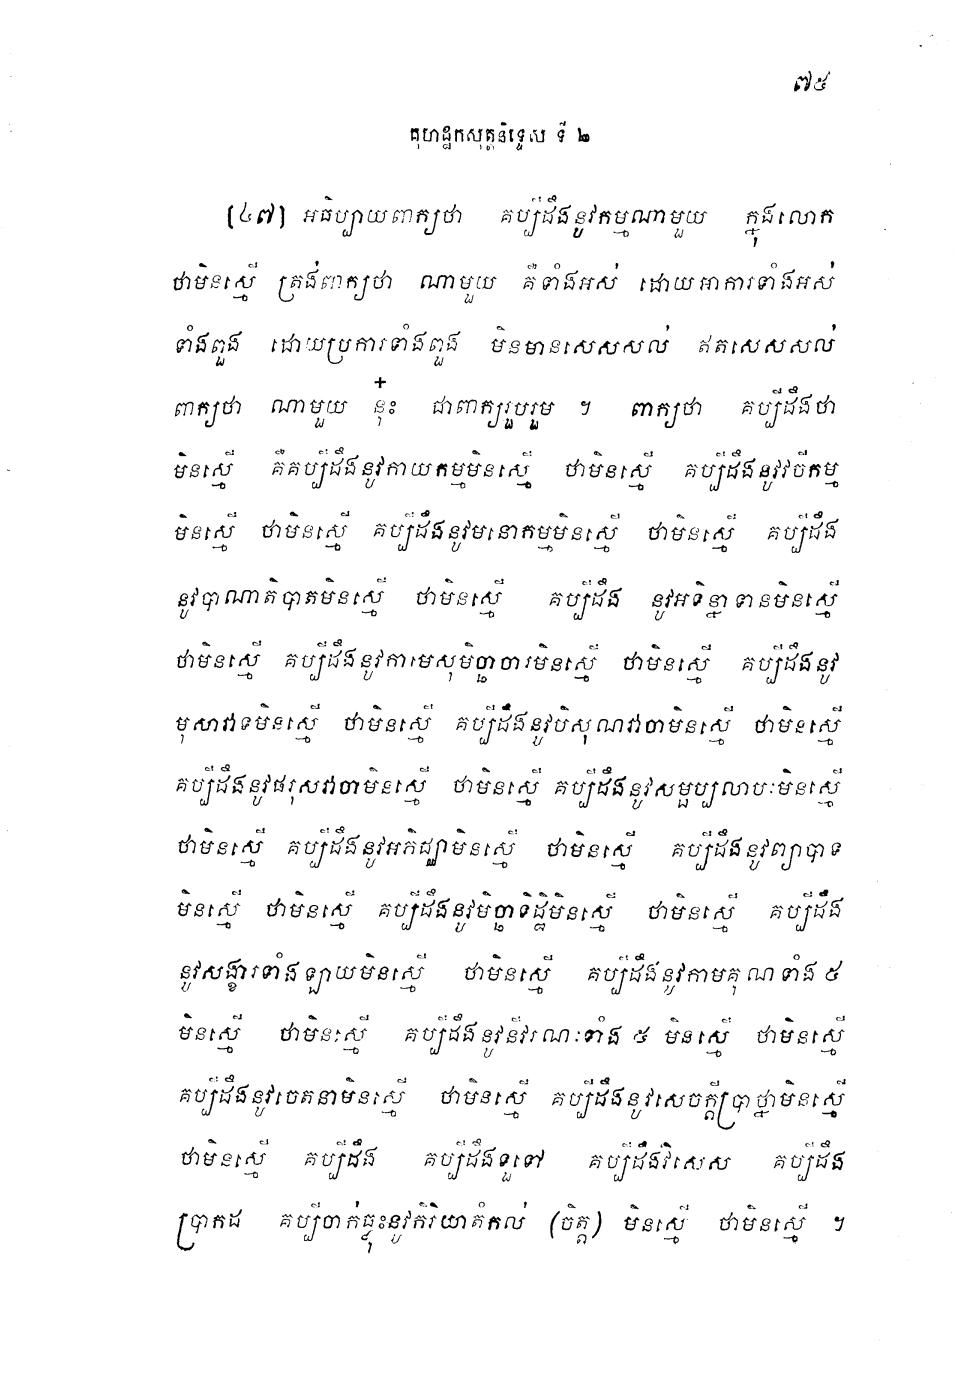 ៧៥
គុហដ្ឋកសុត្តនិទ្ទេស ទី ២
(៤៧) អធិប្បាយពាក្យថា គប្បីដឹងនូវកម្មណាមួយ ក្នុងលោក
ថាមិនស្មើ ត្រង់ពាក្យថា ណាមួយ គឺទាំងអស់ ដោយអាការទាំងអស់
ទាំងពួង ដោយប្រការទាំងពួង មិនមានសេសសល់ ឥតសេសសល់
ពាក្យថា ណាមួយ នុ៎ះ ជាពាក្យរួបរួម ។ ពាក្យថា គប្បីដឹងថា
មិនស្មើ គឺគប្បីដឹងនូវកាយកម្មមិនស្មើ ថាមិនស្មើ គប្បីដឹងនូវវចីកម្ម
មិនស្មើ ថាមិនស្មើ គប្បីដឹងនូវមនោកម្មមិនស្មើ ថាមិនស្មើ គប្បីដឹង
នូវបាណាតិបាតមិនស្មើ ថាមិនស្មើ គប្បីដឹង នូវអទិន្នាទានមិនស្មើ
ថាមិនស្មើ គប្បីដឹងនូវកាមេសុមិច្ឆាចារមិនស្មើ ថាមិនស្មើ គប្បីដឹងនូវ
មុសាវាទមិនស្មើ ថាមិនស្មើ គប្បីដឹងនូវបិសុណវាចាមិនស្មើ ថាមិនស្មើ
គប្បីដឹងនូវផរុសវាចាមិនស្មើ ថាមិនស្មើ គប្បីដឹងនូវសម្ផប្បលាបៈមិនស្មើ
ថាមិនស្មើ គប្បីដឹងនូវអភិជ្ឈាមិនស្មើ ថាមិនស្មើ គប្បីដឹងនូវព្យាបាទ
មិនស្មើ ថាមិនស្មើ គប្បីដឹងនូវមិច្ឆាទិដ្ឋិមិនស្មើ ថាមិនស្មើ គប្បីដឹង
នូវសង្ខារទាំងឡាយមិនស្មើ ថាមិនស្មើ គប្បីដឹងនូវកាមគុណទាំង ៥
មិនស្មើ ថាមិនស្មើ គប្បីដឹងនូវនីវរណៈទាំង ៥ មិនស្មើ ថាមិនស្មើ
គប្បីដឹងនូវចេតនាមិនស្មើ ថាមិនស្មើ គប្បីដឹងនូវសេចក្តីប្រាថ្នាមិនស្មើ
ថាមិនស្មើ គប្បីដឹង គប្បីដឹងទួទៅ គប្បីដឹងវិសេស គប្បីដឹង
ប្រាកដ គប្បីចាក់ធ្លុះនូវកិរិយាតំកល់ (ចិត្ត) មិនស្មើ ថាមិនស្មើ ។